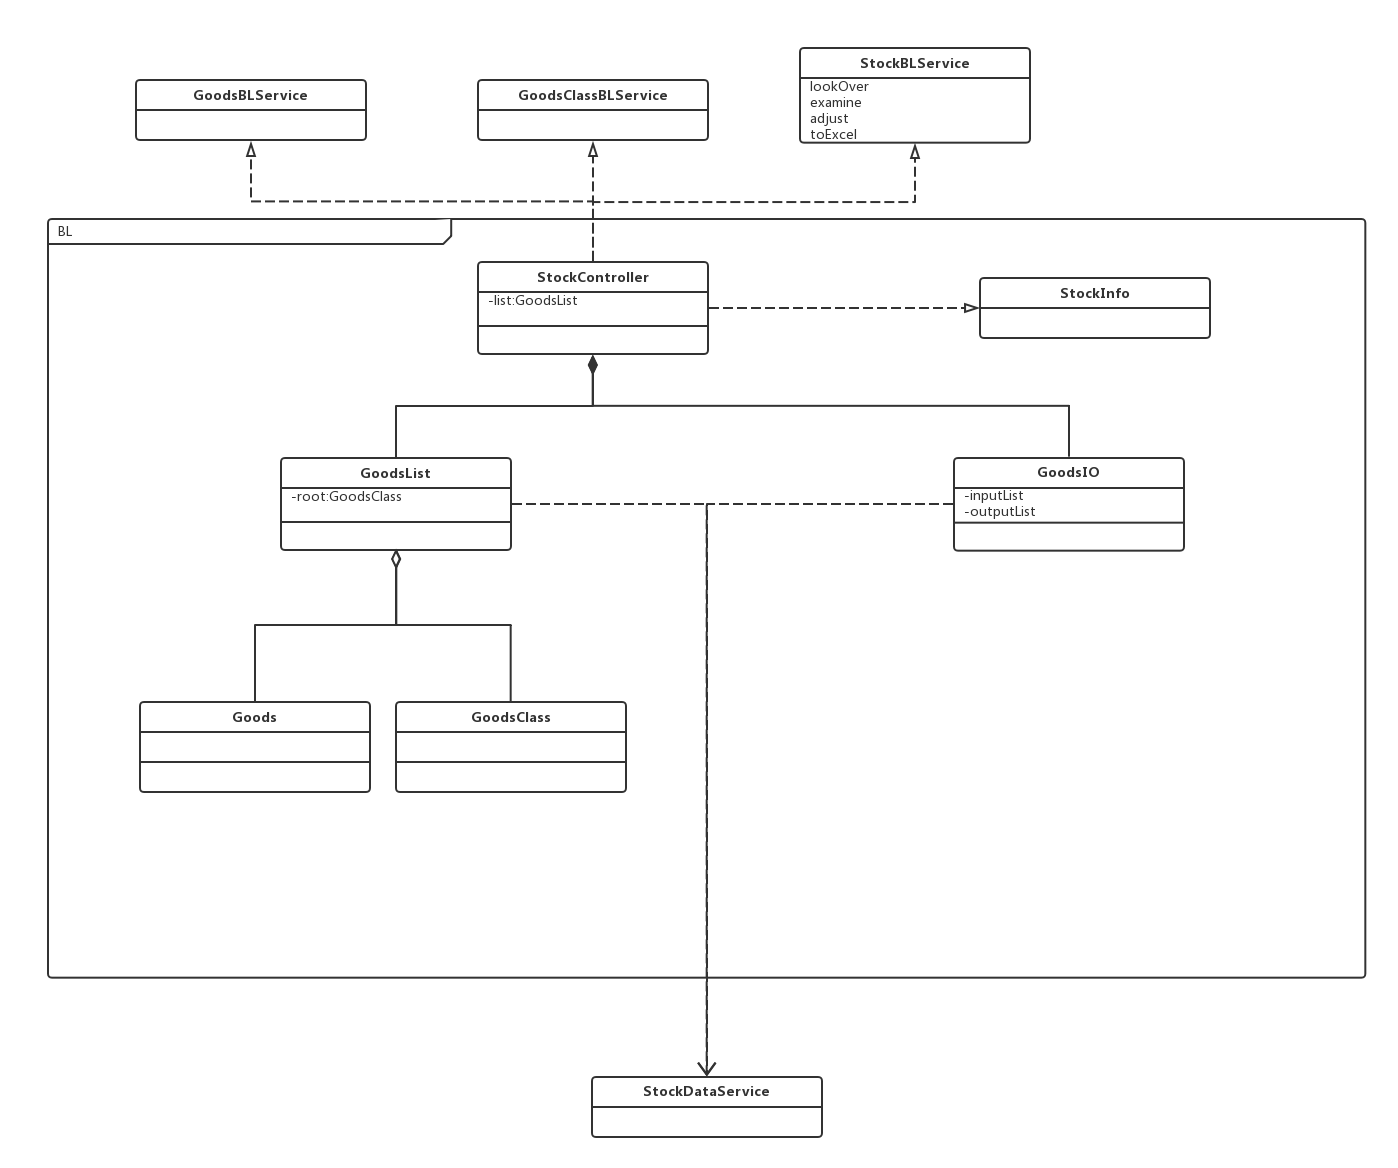 StockBLService
lookOver
examine
adjust
toExcel
GoodsBLService
GoodsClassBLService
BL
StockController
-list:GoodsList
StockInfo
GoodsList
-root:GoodsClass
GoodsIO
-inputList
-outputList
Goods
GoodsClass
StockDataService